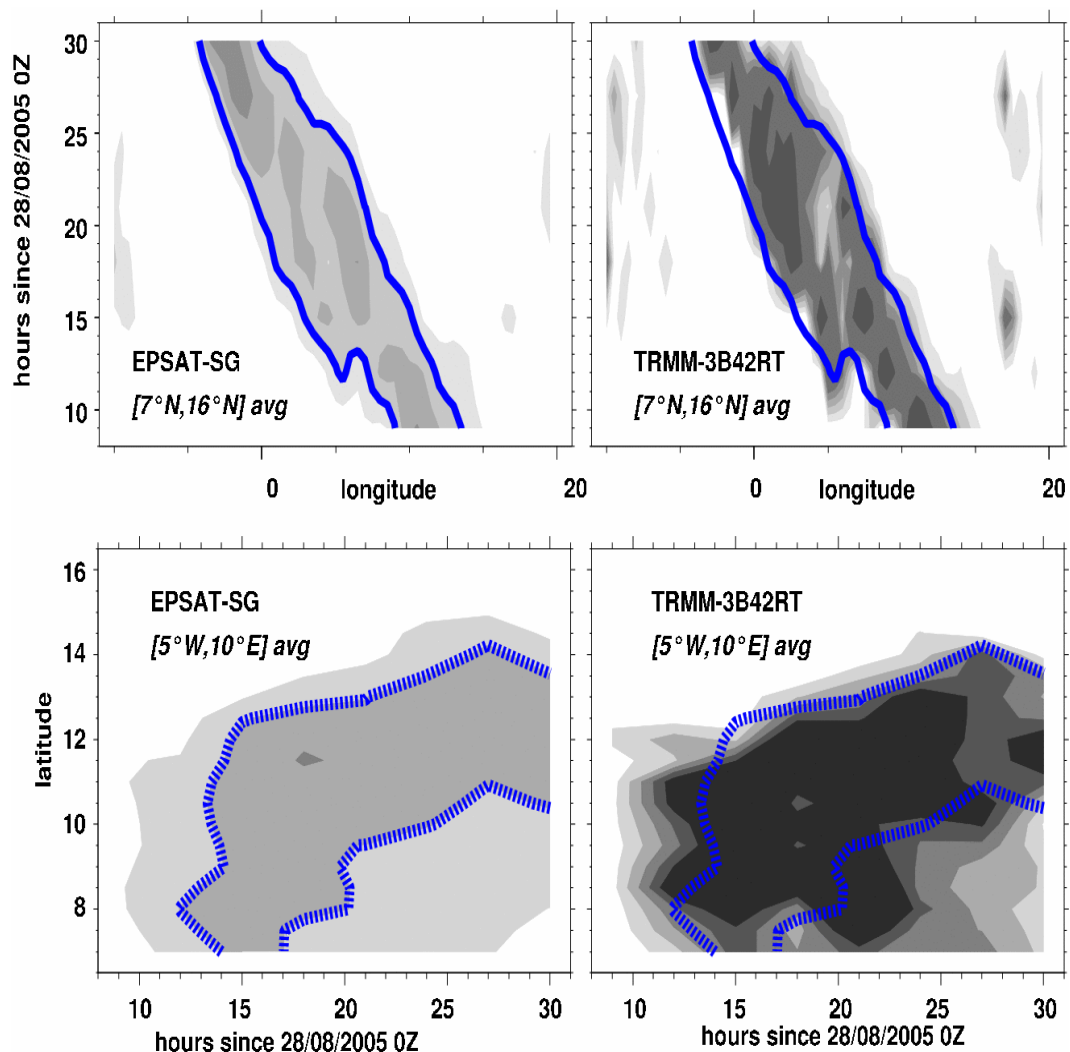 hours since 28/08/2005 0Z
30
25
20
15
10
EPSAT-SG
[7°N,16°N] avg
TRMM-3B42RT
[7°N,16°N] avg
0
longitude
20
0
longitude
20
latitude
16
14
12
10
8
EPSAT-SG
[5°W,10°E] avg
TRMM-3B42RT
[5°W,10°E] avg
10
15
20
25
30
hours since 28/08/2005 0Z
10
15
20
25
30
hours since 28/08/2005 0Z